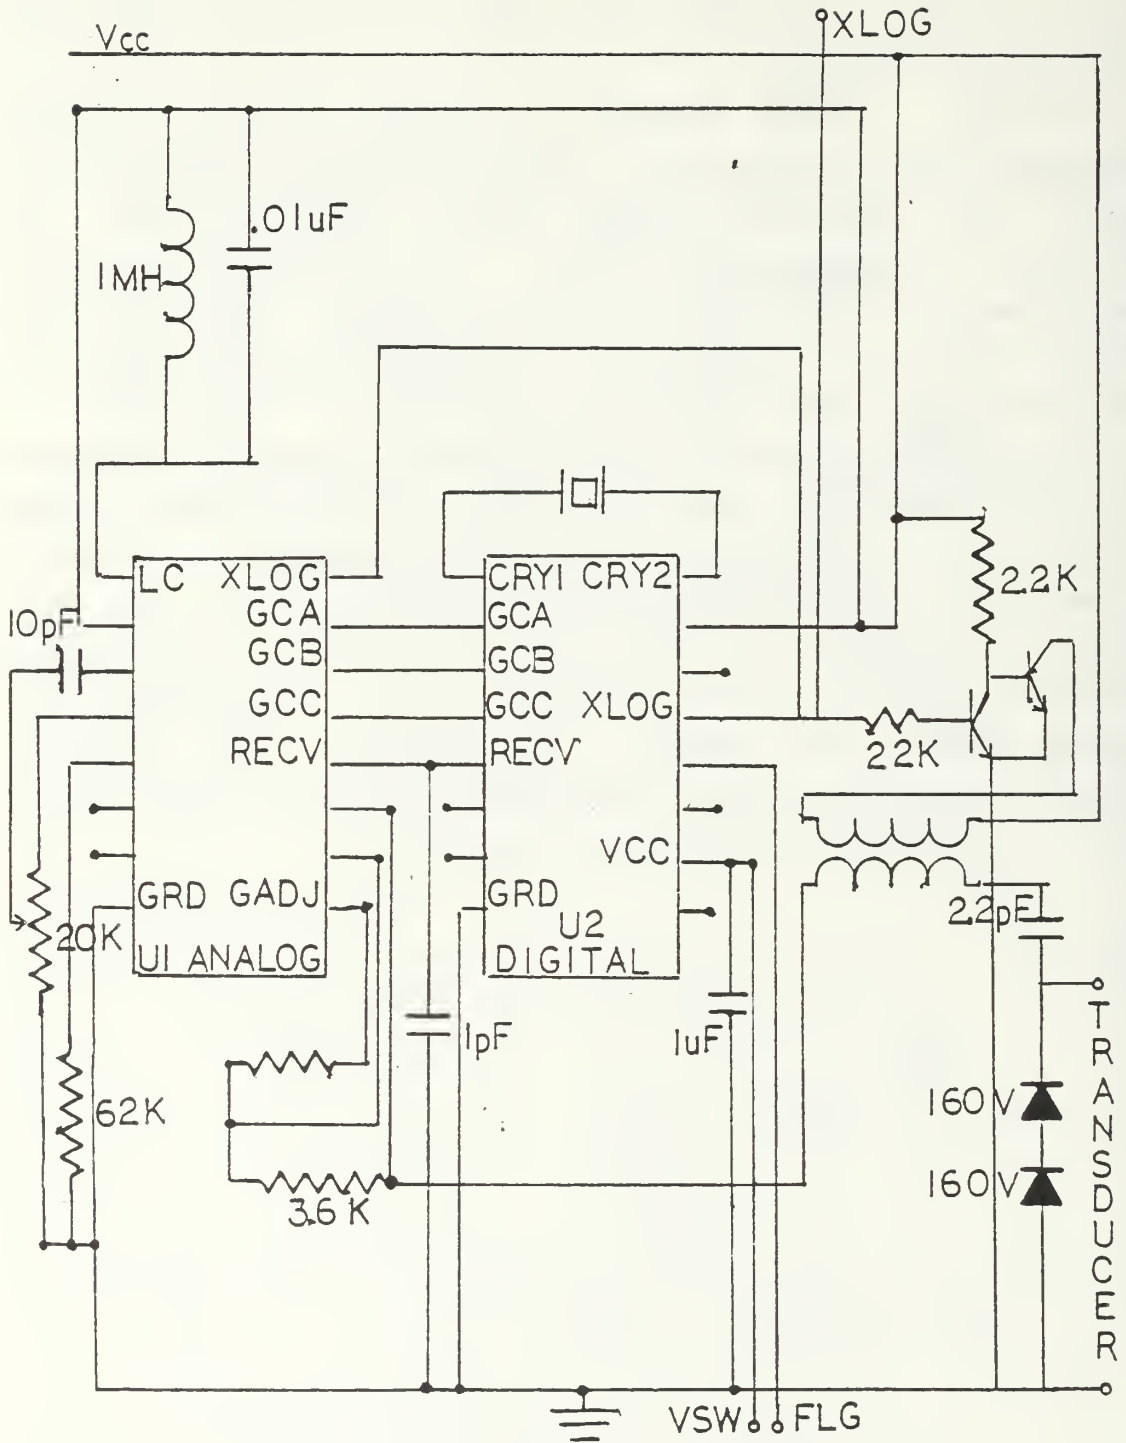 Vcc
XLOG
.01uF
1MH
LC XLOG
CRY1 CRY2
2.2K
10pF
GCA
GCA
GCB
GCB
GCC
GCC XLOG
RECV
RECV
22K
VCC
GRD GADJ
GRD
2.2pF
20K
U2
U1 ANALOG
DIGITAL
1pF
1uF
62K
160V
160V
3.6K
TRANSDUCER
VSW
FLG